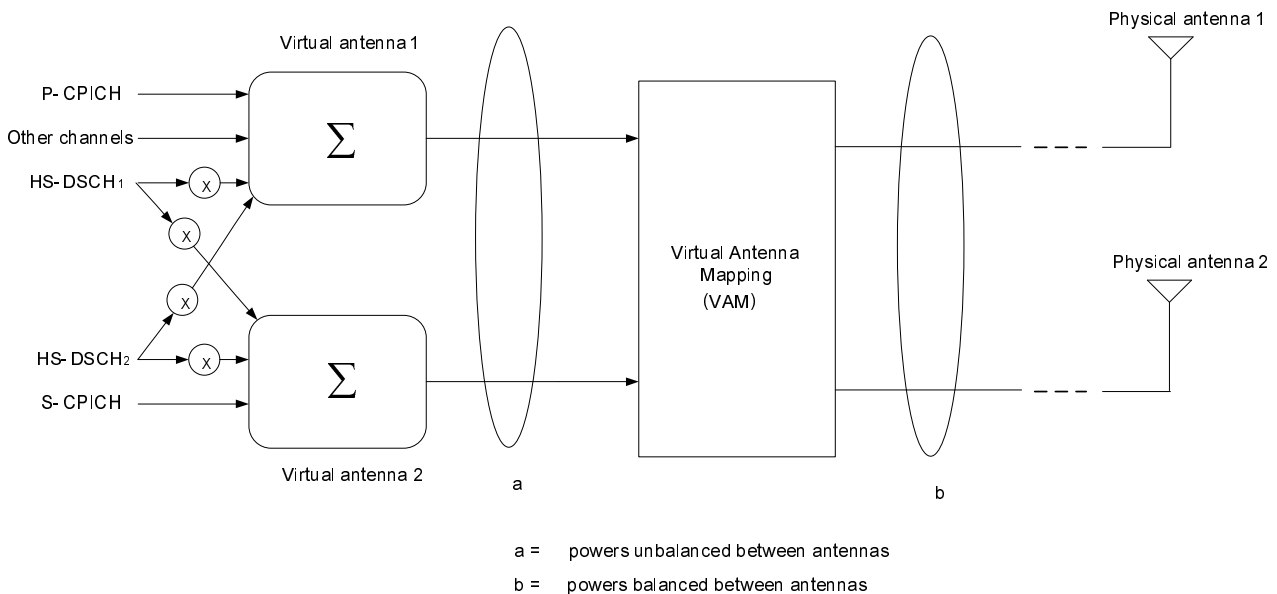 Physical antenna 1
Virtual antenna 1
P- CPICH
Other channels
HS- DSCH1
X
X
Σ
Virtual Antenna
Mapping
(VAM)
Physical antenna 2
X
HS- DSCH2
X
S- CPICH
Σ
Virtual antenna 2
a
b
a = powers unbalanced between antennas
b = powers balanced between antennas